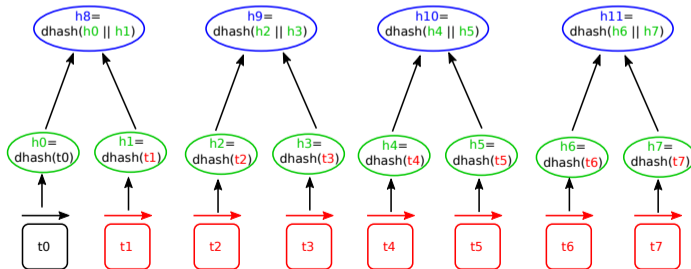 h8=
dhash(h0 || h1)
h9=
dhash(h2 || h3)
h10=
dhash(h4 || h5)
h11=
dhash(h6 || h7)
h0=
dhash(t0)
h1=
dhash(t1)
h2=
dhash(t2)
h3=
dhash(t3)
h4=
dhash(t4)
h5=
dhash(t5)
h6=
dhash(t6)
h7=
dhash(t7)
t0
t1
t2
t3
t4
t5
t6
t7